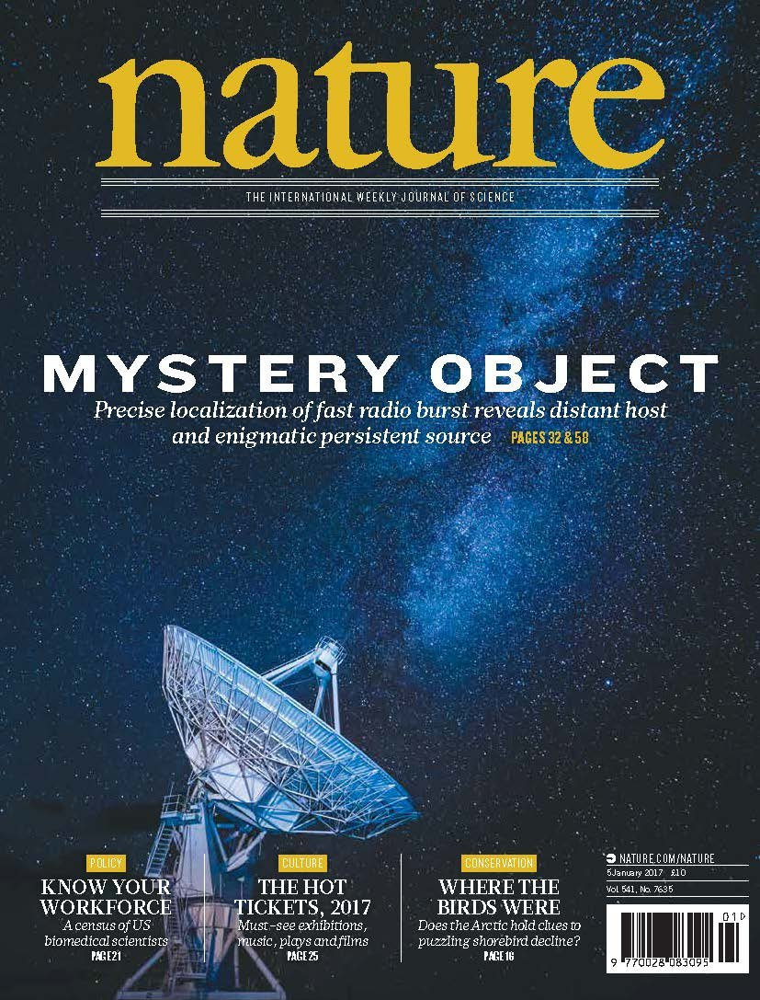 nature
THE INTERNATIONAL WEEKLY JOURNAL OF SCIENCE
MYSTERY OBJECT
Precise localization of fast radio burst reveals distant host
and enigmatic persistent source PAGES 32 & 58
POLICY
KNOW YOUR
WORKFORCE
A census of US
biomedical scientists
PAGE 21
CULTURE
THE HOT
TICKETS, 2017
Must-see exhibitions,
music, plays and films
PAGE 25
CONSERVATION
WHERE THE
BIRDS WERE
Does the Arctic hold clues to
puzzling shorebird decline?
PAGE 16
NATURE.COM/NATURE
5 January 2017 £10
Vol. 541, No. 7635
01
9 770028 083095